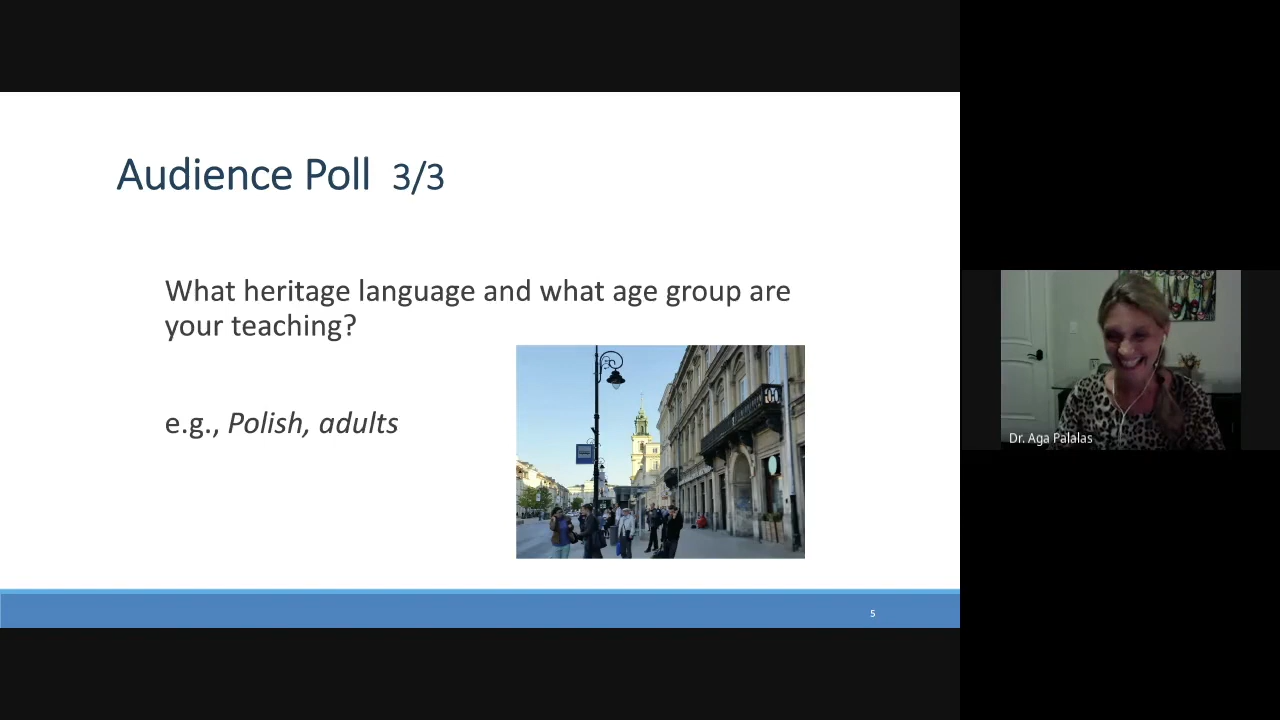 Audience Poll 3/3
What heritage language and what age group are
your teaching?
e.g., Polish, adults
5
Dr. Aga Palalas